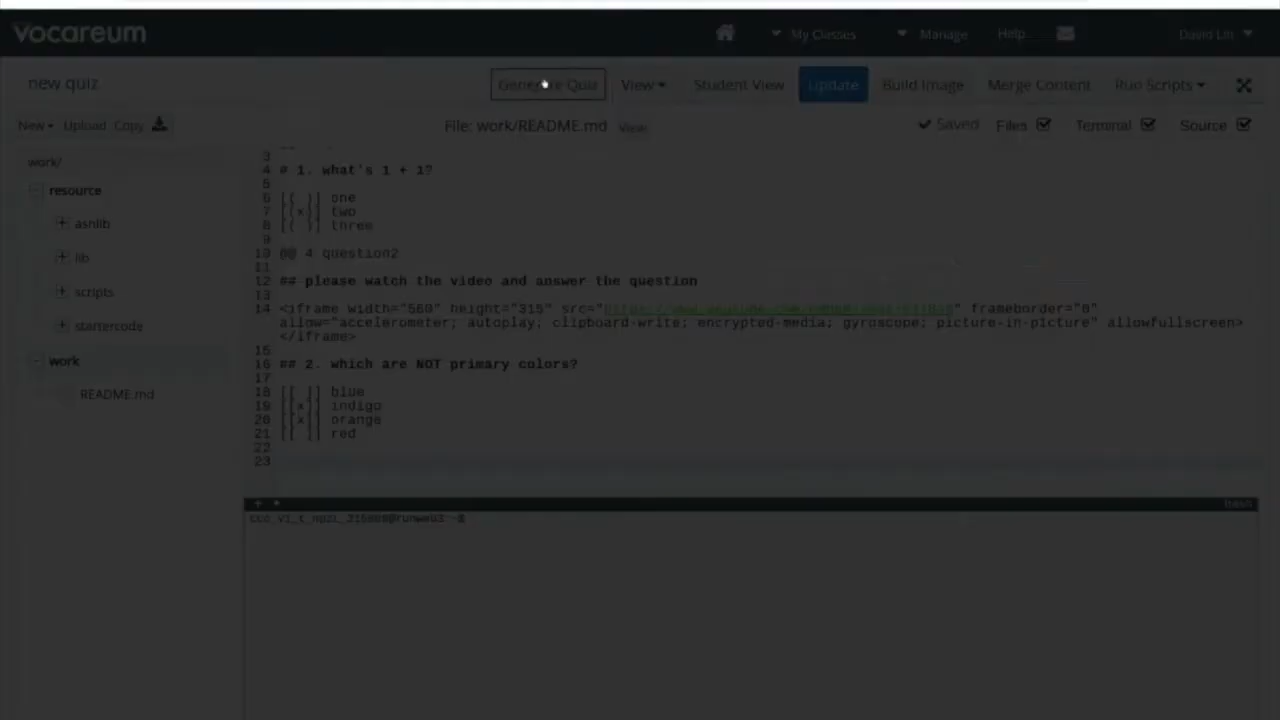 vocareum
My Classes Manage Help David Lin
new quiz Generate Quiz View Student View Update Build Image Merge Content Run Scripts
New Upload Copy File: work/README.md View Saved Files Terminal Source
work/
resource
asnlib
lib
scripts
startercode
work
README.md
3
4 # 1. what's 1 + 1?
5
6 [( )] one
7 [(x)] two
8 [( )] three
9
10 @@ 4 question2
11
12 ## please watch the video and answer the question
13
14 <iframe width="560" height="315" src=" " frameborder="0"
allow="accelerometer; autoplay; clipboard-write; encrypted-media; gyroscope; picture-in-picture" allowfullscreen>
</iframe>
15
16 ## 2. which are NOT primary colors?
17
18 [[ ]] blue
19 [[x]] indigo
20 [[x]] orange
21 [[ ]] red
22
23